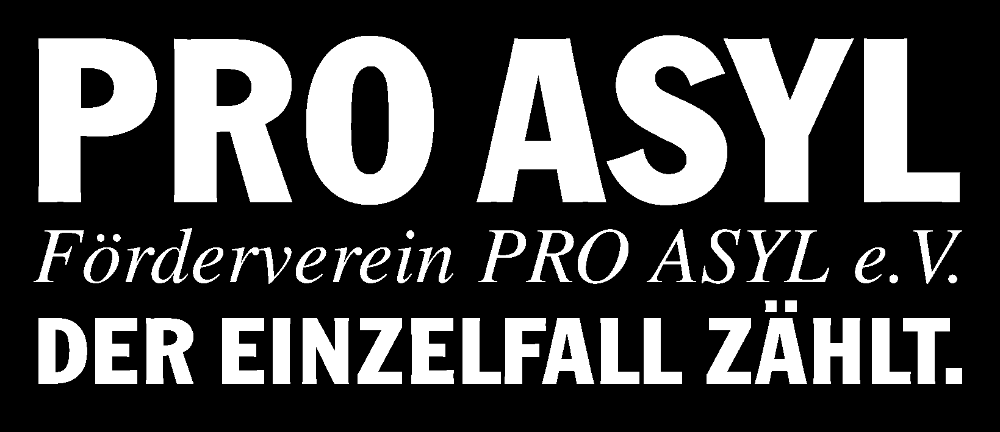 PRO ASYL
Förderverein PRO ASYL e.V.
DER EINZELFALL ZÄHLT.